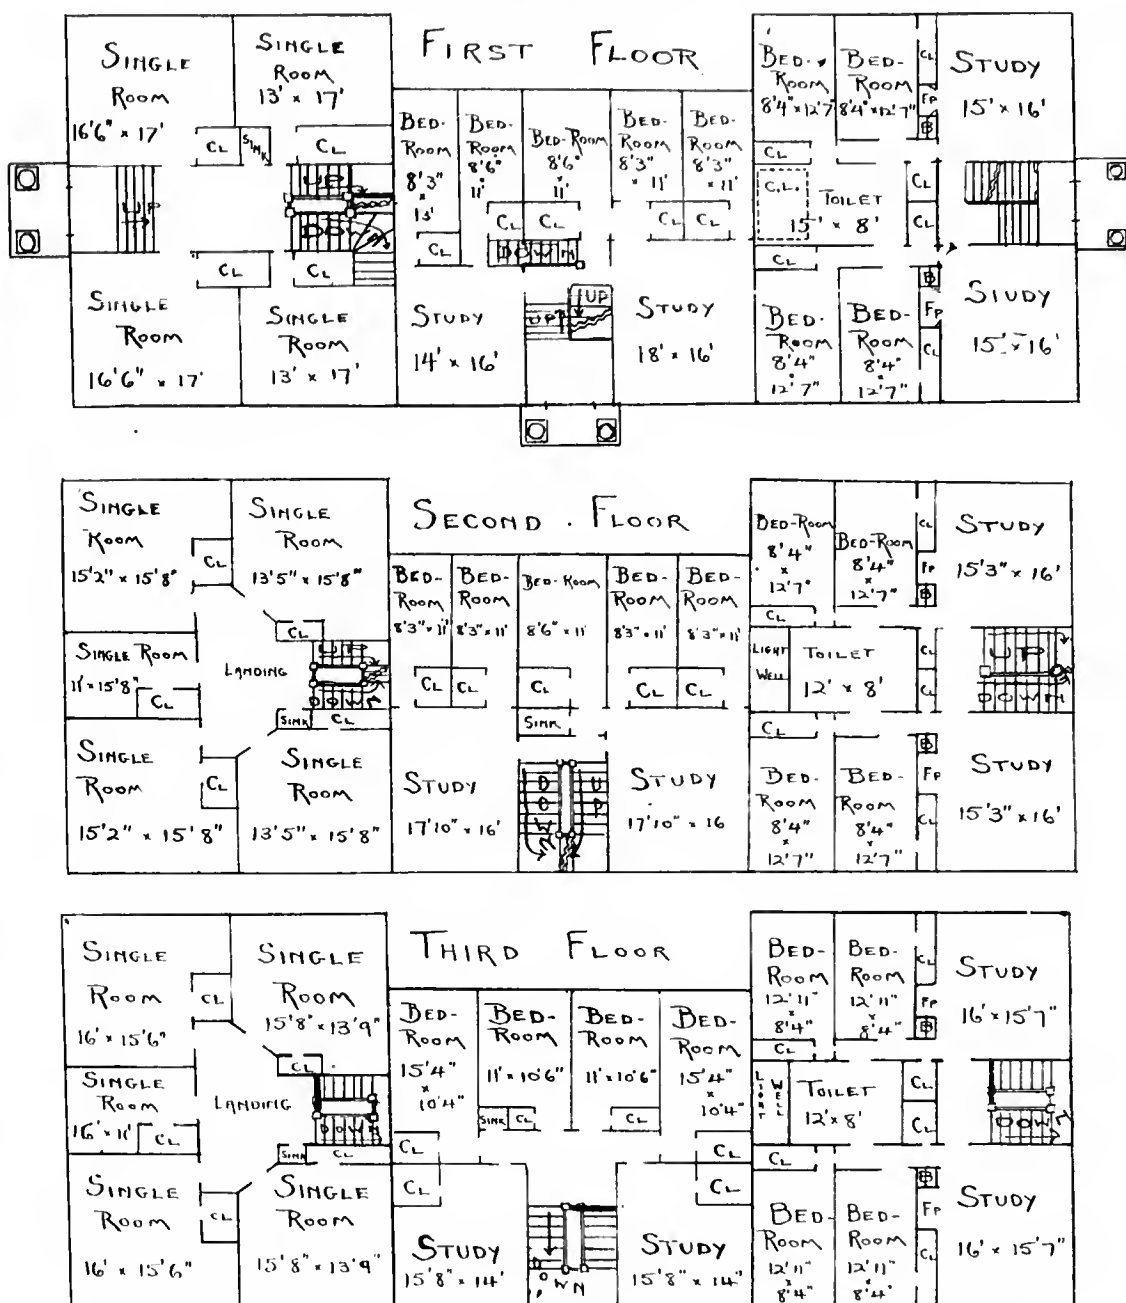 FIRST FLOOR
SINGLE
ROOM
16'6" × 17'
SINGLE
ROOM
13' × 17'
CL
SINK
CL
UP
UP
DOWN
CL
CL
SINGLE
ROOM
16'6" × 17'
SINGLE
ROOM
13' × 17'
BED-
ROOM
8'3"
×
13'
CL
BED-
ROOM
8'6"
×
11'
BED-ROOM
8'6"
×
11'
BED-
ROOM
8'3"
× 11'
BED-
ROOM
8'3"
× 11'
CL
CL
CL
CL
DOWN
STUDY
14' × 16'
UP
UP
STUDY
18' × 16'
BED-
ROOM
8'4" × 12'7"
BED-
ROOM
8'4" × 12'7"
CL
FP
B
STUDY
15' × 16'
CL
C.L.
TOILET
15' × 8'
CL
CL
CL
BED-
ROOM
8'4"
×
12'7"
BED-
ROOM
8'4"
×
12'7"
B
FP
CL
STUDY
15' × 16'
SECOND . FLOOR
SINGLE
ROOM
15'2" × 15'8"
CL
SINGLE
ROOM
13'5" × 15'8"
CL
SINGLE ROOM
11' × 15'8"
CL
LANDING
UP
DOWN
SINK
CL
SINGLE
ROOM
15'2" × 15'8"
CL
SINGLE
ROOM
13'5" × 15'8"
BED-
ROOM
8'3" × 11'
BED-
ROOM
8'3" × 11'
BED-ROOM
8'6" × 11'
BED-
ROOM
8'3" × 11'
BED-
ROOM
8'3" × 11'
CL
CL
CL
CL
CL
SINK
STUDY
17'10" × 16'
DOWN
UP
STUDY
17'10" × 16
BED-ROOM
8'4"
×
12'7"
BED-ROOM
8'4"
×
12'7"
CL
FP
B
STUDY
15'3" × 16'
CL
LIGHT
WELL
TOILET
12' × 8'
CL
CL
UP
DOWN
CL
BED-
ROOM
8'4"
×
12'7"
BED-
ROOM
8'4"
×
12'7"
B
FP
CL
STUDY
15'3" × 16'
THIRD FLOOR
SINGLE
ROOM
16' × 15'6"
CL
SINGLE
ROOM
15'8" × 13'9"
CL
SINGLE
ROOM
16' × 11'
CL
LANDING
DOWN
SINK
CL
SINGLE
ROOM
16' × 15'6"
CL
SINGLE
ROOM
15'8" × 13'9"
BED-
ROOM
15'4"
×
10'4"
BED-
ROOM
11' × 10'6"
BED-
ROOM
11' × 10'6"
BED-
ROOM
15'4"
×
10'4"
SINK
CL
CL
CL
CL
CL
CL
STUDY
15'8" × 14'
DOWN
STUDY
15'8" × 14"
BED-
ROOM
12'11"
×
8'4"
BED-
ROOM
12'11"
×
8'4"
CL
FP
B
STUDY
16' × 15'7"
CL
LIGHT
WELL
TOILET
12' × 8'
CL
CL
DOWN
CL
BED-
ROOM
12'11"
×
8'4"
BED-
ROOM
12'11"
×
8'4"
B
FP
CL
STUDY
16' × 15'7"